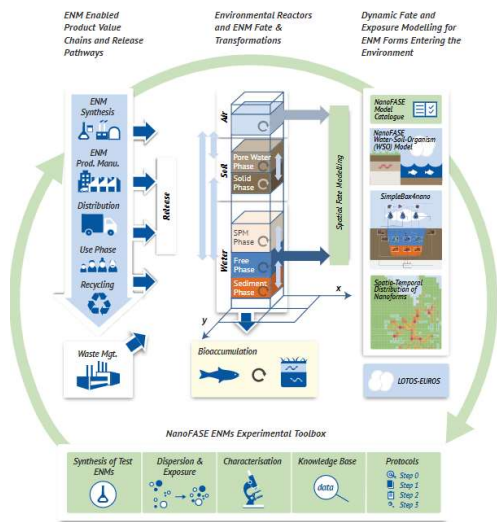 ENM Enabled
Product Value
Chains and Release
Pathways
Environmental Reactors
and ENM Fate &
Transformations
Dynamic Fate and
Exposure Modelling for
ENM Forms Entering the
Environment
ENM
Synthesis
ENM
Prod. Manu.
Distribution
Use Phase
Recycling
Waste Mgt.
Release
Air
Soil
Pore Water
Phase
Solid
Phase
Water
SPM
Phase
Free
Phase
Sediment
Phase
x
y
Bioaccumulation
Spatial Fate Modelling
NanoFASE
Model
Catalogue
NanoFASE
Water-Soil-Organism
(WSO) Model
SimpleBox4nano
Spatio-Temporal
Distribution of
Nanoforms
LOTOS-EUROS
NanoFASE ENMs Experimental Toolbox
Synthesis of Test
ENMs
Dispersion &
Exposure
Characterisation
Knowledge Base
data
Protocols
Step 0
Step 1
Step 2
Step 3